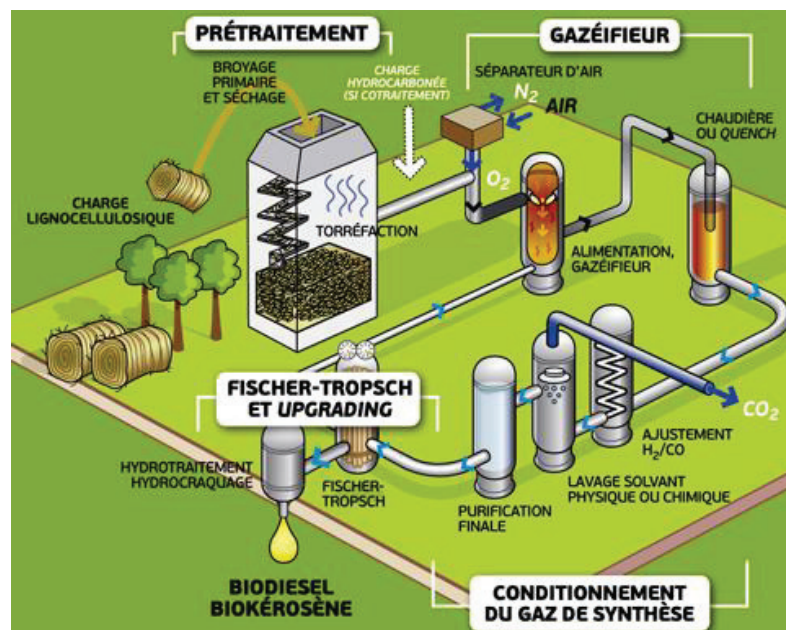 PRÉTRAITEMENT
BROYAGE
PRIMAIRE
ET SÉCHAGE
CHARGE
HYDROCARBONÉE
(SI COTRAITEMENT)
GAZÉIFIEUR
SÉPARATEUR D'AIR
N2
AIR
O2
CHAUDIÈRE
OU QUENCH
CHARGE
LIGNOCELLULOSIQUE
TORRÉFACTION
ALIMENTATION,
GAZÉIFIEUR
FISCHER-TROPSCH
ET UPGRADING
HYDROTRAITEMENT
HYDROCRAQUAGE
FISCHER-
TROPSCH
PURIFICATION
FINALE
LAVAGE SOLVANT
PHYSIQUE OU CHIMIQUE
AJUSTEMENT
H2/CO
CO2
BIODIESEL
BIOKÉROSÈNE
CONDITIONNEMENT
DU GAZ DE SYNTHÈSE